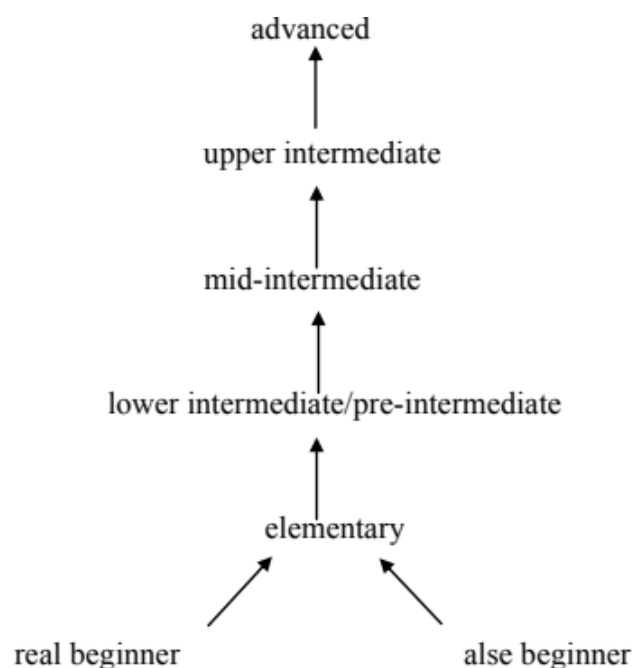 advanced
upper intermediate
mid-intermediate
lower intermediate/pre-intermediate
elementary
real beginner
alse beginner